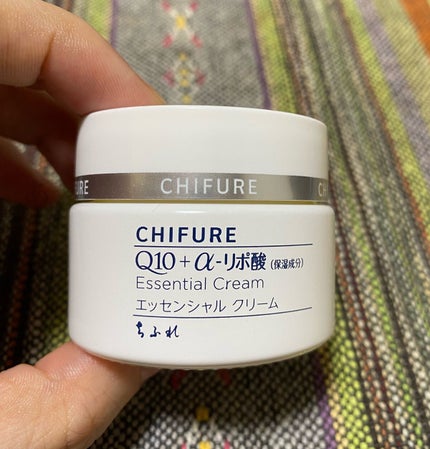 URE CHIFURE C
CHIFURE
Q10+α-リポ酸(保湿成分)
Essential Cream
エッセンシャル クリーム
ちふれ